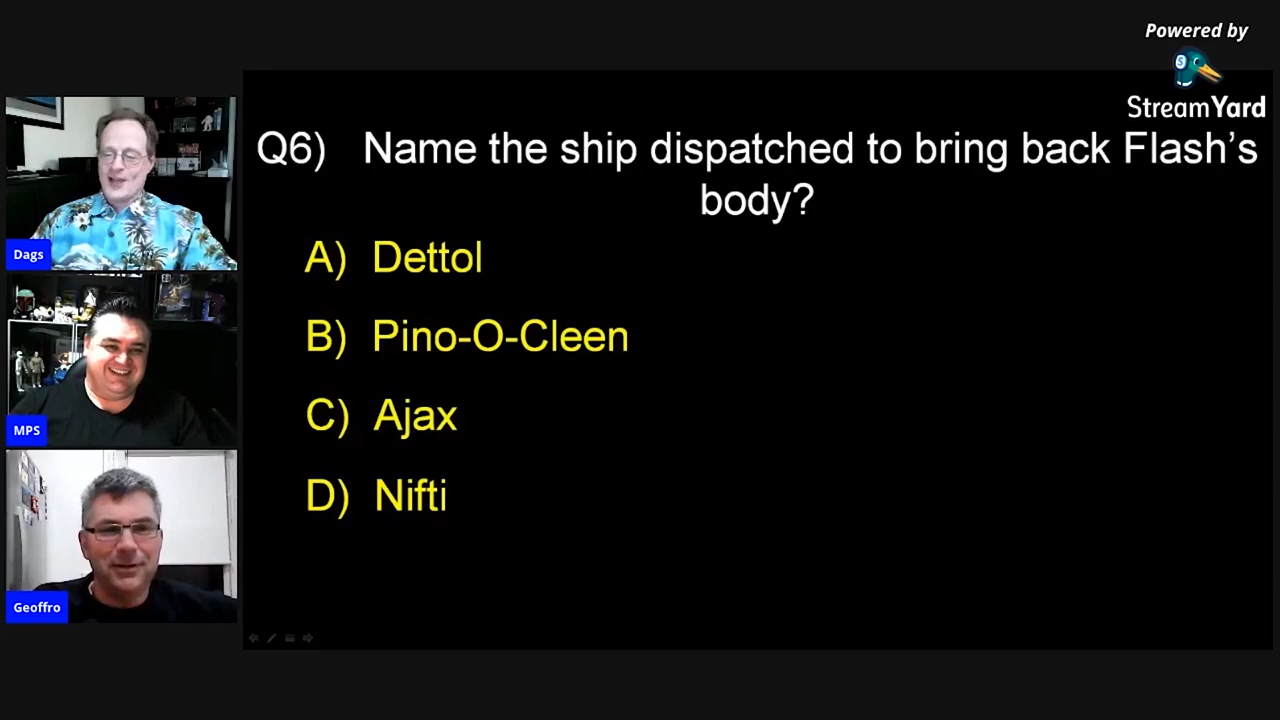 Powered by
StreamYard
Q6) Name the ship dispatched to bring back Flash’s
body?
A) Dettol
B) Pino-O-Cleen
C) Ajax
D) Nifti
Dags
MPS
Geoffro